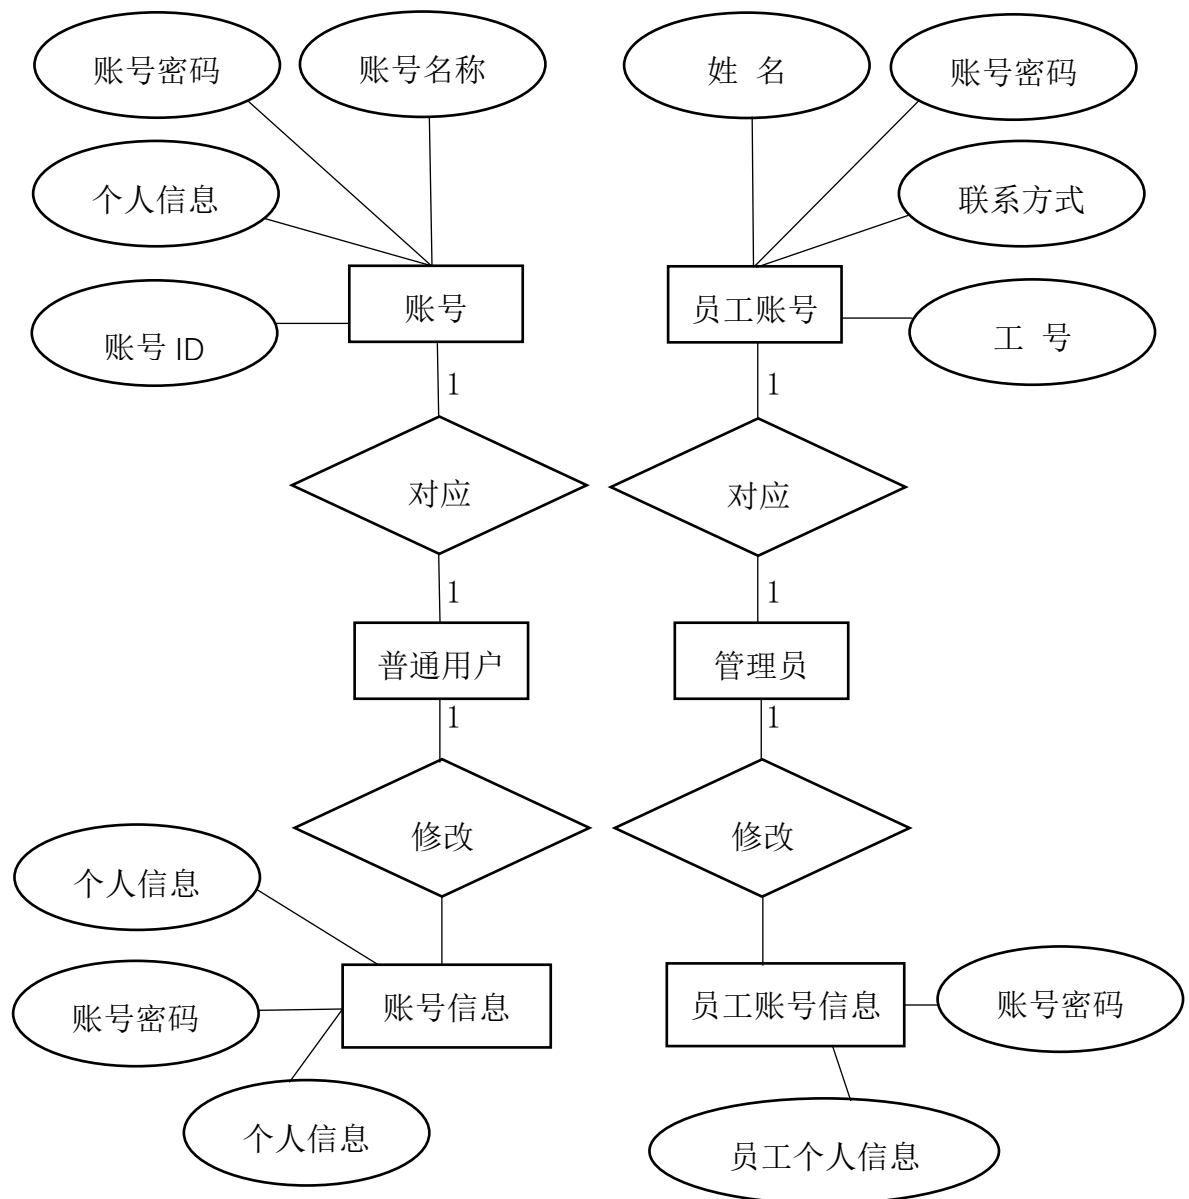 账号密码
账号名称
姓 名
账号密码
个人信息
联系方式
账号
员工账号
账号 ID
工 号
1
1
对应
对应
1
1
普通用户
管理员
1
1
修改
修改
个人信息
账号信息
员工账号信息
账号密码
账号密码
个人信息
员工个人信息